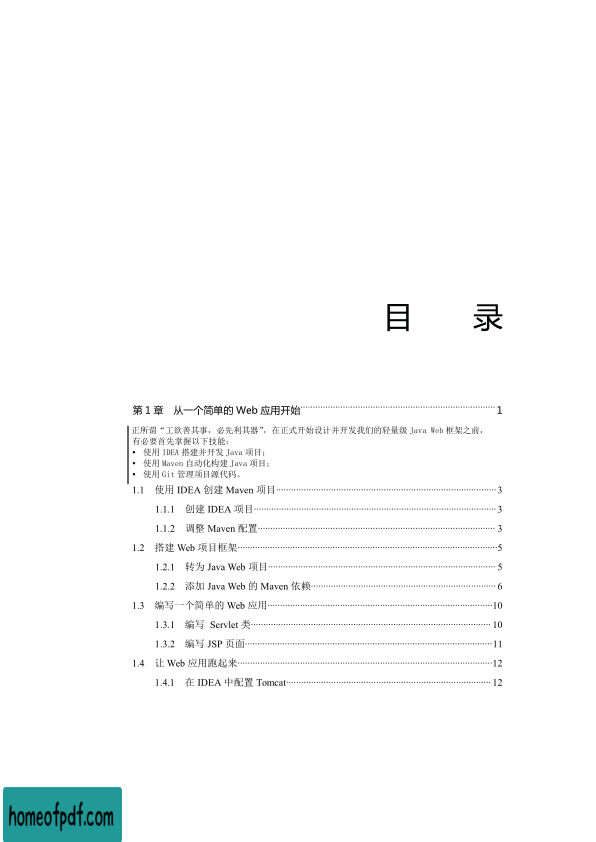 目 录
第 1 章 从一个简单的 Web 应用开始 1
正所谓“工欲善其事，必先利其器”，在正式开始设计并开发我们的轻量级 Java Web 框架之前，
有必要首先掌握以下技能：
• 使用 IDEA 搭建并开发 Java 项目；
• 使用 Maven 自动化构建 Java 项目；
• 使用 Git 管理项目源代码。
1.1 使用 IDEA 创建 Maven 项目 3
1.1.1 创建 IDEA 项目 3
1.1.2 调整 Maven 配置 3
1.2 搭建 Web 项目框架 5
1.2.1 转为 Java Web 项目 5
1.2.2 添加 Java Web 的 Maven 依赖 6
1.3 编写一个简单的 Web 应用 10
1.3.1 编写 Servlet 类 10
1.3.2 编写 JSP 页面 11
1.4 让 Web 应用跑起来 12
1.4.1 在 IDEA 中配置 Tomcat 12
homeofpdf.com